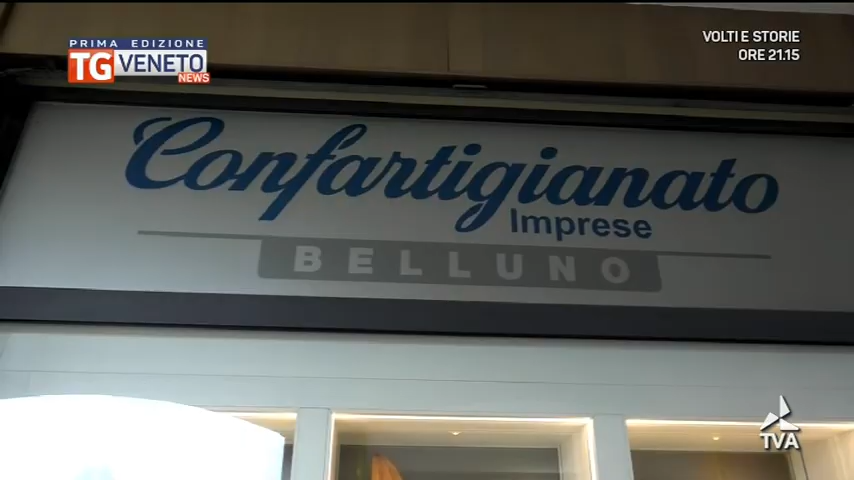 PRIMA EDIZIONE
TG VENETO
NEWS
VOLTI E STORIE
ORE 21.15
Confartigianato
Imprese
BELLUNO
TVA